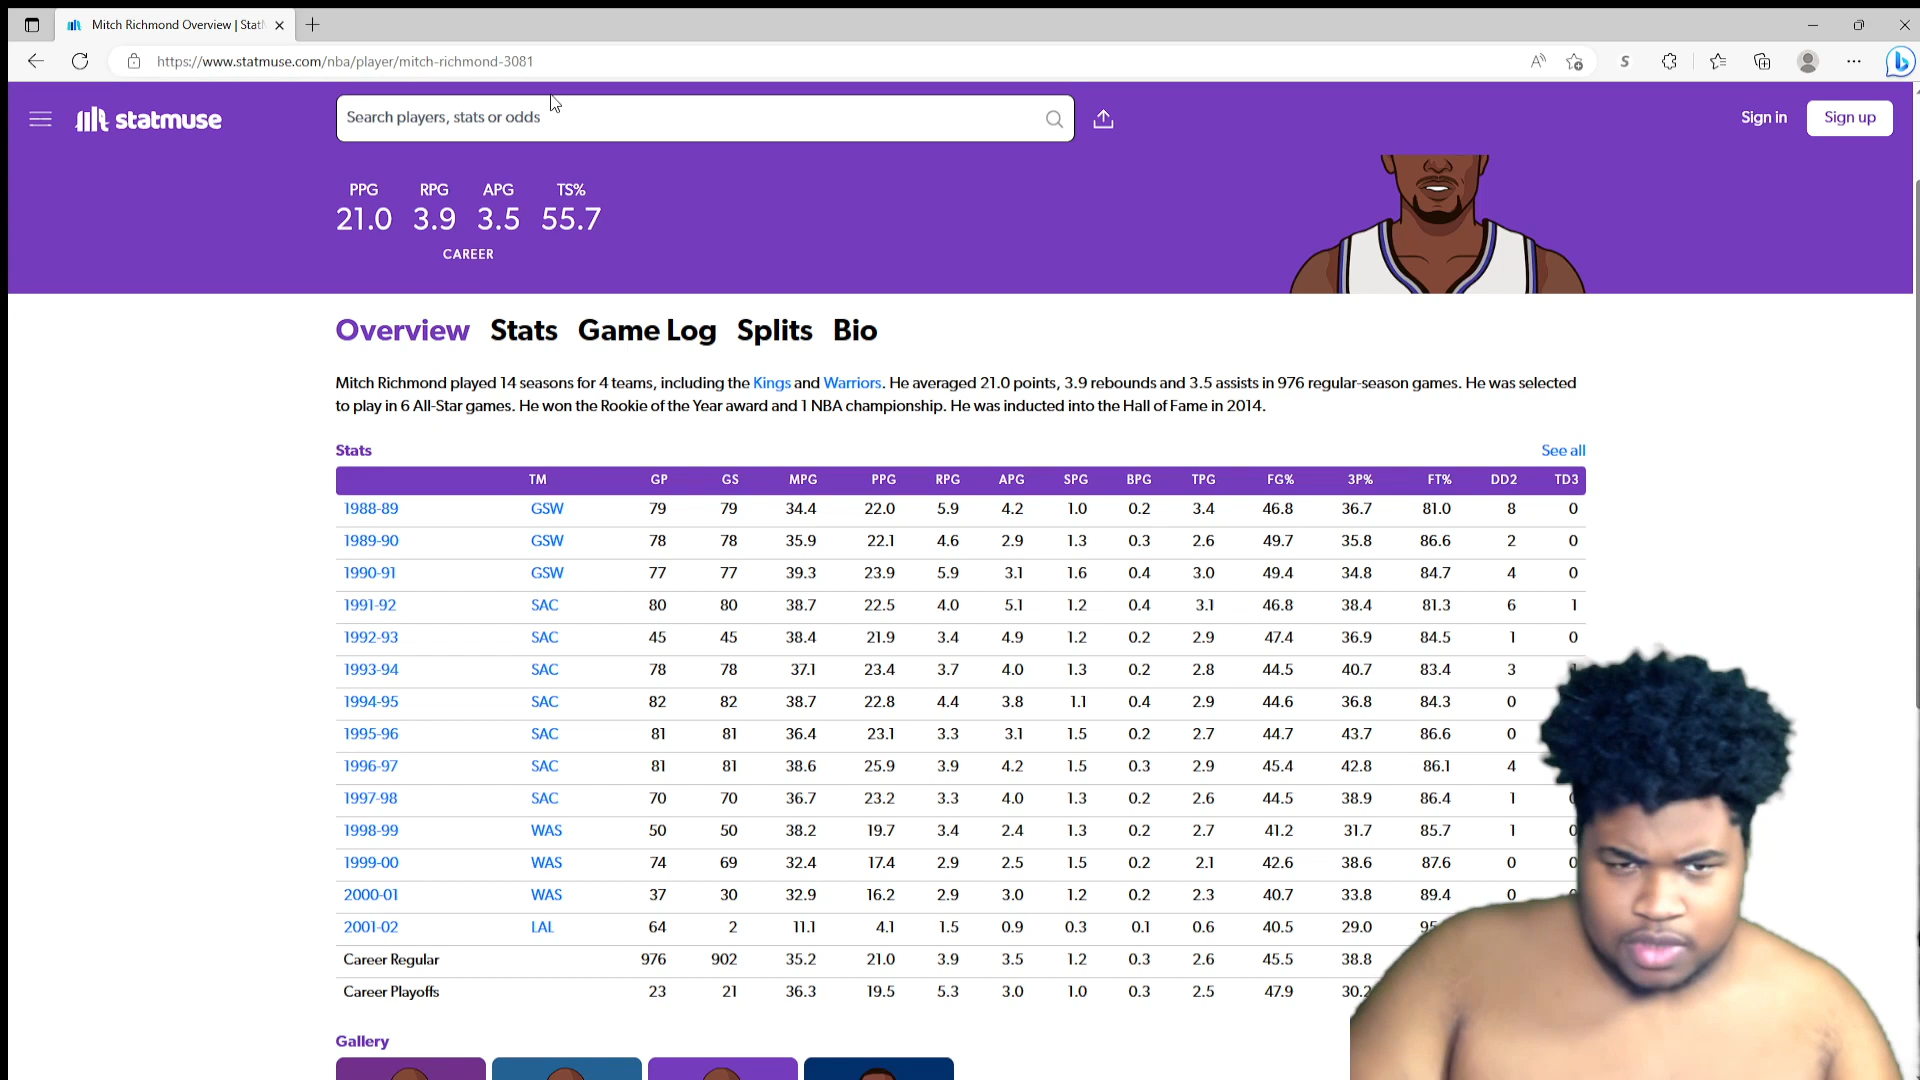 Mitch Richmond Overview | Stat
https://www.statmuse.com/nba/player/mitch-richmond-3081
statmuse
Search players, stats or odds
Sign in
Sign up
PPG RPG APG TS%
21.0 3.9 3.5 55.7
CAREER
Overview Stats Game Log Splits Bio
Mitch Richmond played 14 seasons for 4 teams, including the Kings and Warriors. He averaged 21.0 points, 3.9 rebounds and 3.5 assists in 976 regular-season games. He was selected
to play in 6 All-Star games. He won the Rookie of the Year award and 1 NBA championship. He was inducted into the Hall of Fame in 2014.
Stats See all
TM GP GS MPG PPG RPG APG SPG BPG TPG FG% 3P% FT% DD2 TD3
1988-89 GSW 79 79 34.4 22.0 5.9 4.2 1.0 0.2 3.4 46.8 36.7 81.0 8 0
1989-90 GSW 78 78 35.9 22.1 4.6 2.9 1.3 0.3 2.6 49.7 35.8 86.6 2 0
1990-91 GSW 77 77 39.3 23.9 5.9 3.1 1.6 0.4 3.0 49.4 34.8 84.7 4 0
1991-92 SAC 80 80 38.7 22.5 4.0 5.1 1.2 0.4 3.1 46.8 38.4 81.3 6 1
1992-93 SAC 45 45 38.4 21.9 3.4 4.9 1.2 0.2 2.9 47.4 36.9 84.5 1 0
1993-94 SAC 78 78 37.1 23.4 3.7 4.0 1.3 0.2 2.8 44.5 40.7 83.4 3
1994-95 SAC 82 82 38.7 22.8 4.4 3.8 1.1 0.4 2.9 44.6 36.8 84.3 0
1995-96 SAC 81 81 36.4 23.1 3.3 3.1 1.5 0.2 2.7 44.7 43.7 86.6 0
1996-97 SAC 81 81 38.6 25.9 3.9 4.2 1.5 0.3 2.9 45.4 42.8 86.1 4
1997-98 SAC 70 70 36.7 23.2 3.3 4.0 1.3 0.2 2.6 44.5 38.9 86.4 1 0
1998-99 WAS 50 50 38.2 19.7 3.4 2.4 1.3 0.2 2.7 41.2 31.7 85.7 1 0
1999-00 WAS 74 69 32.4 17.4 2.9 2.5 1.5 0.2 2.1 42.6 38.6 87.6 0 0
2000-01 WAS 37 30 32.9 16.2 2.9 3.0 1.2 0.2 2.3 40.7 33.8 89.4 0
2001-02 LAL 64 2 11.1 4.1 1.5 0.9 0.3 0.1 0.6 40.5 29.0
Career Regular 976 902 35.2 21.0 3.9 3.5 1.2 0.3 2.6 45.5 38.8
Career Playoffs 23 21 36.3 19.5 5.3 3.0 1.0 0.3 2.5 47.9 30.2
Gallery